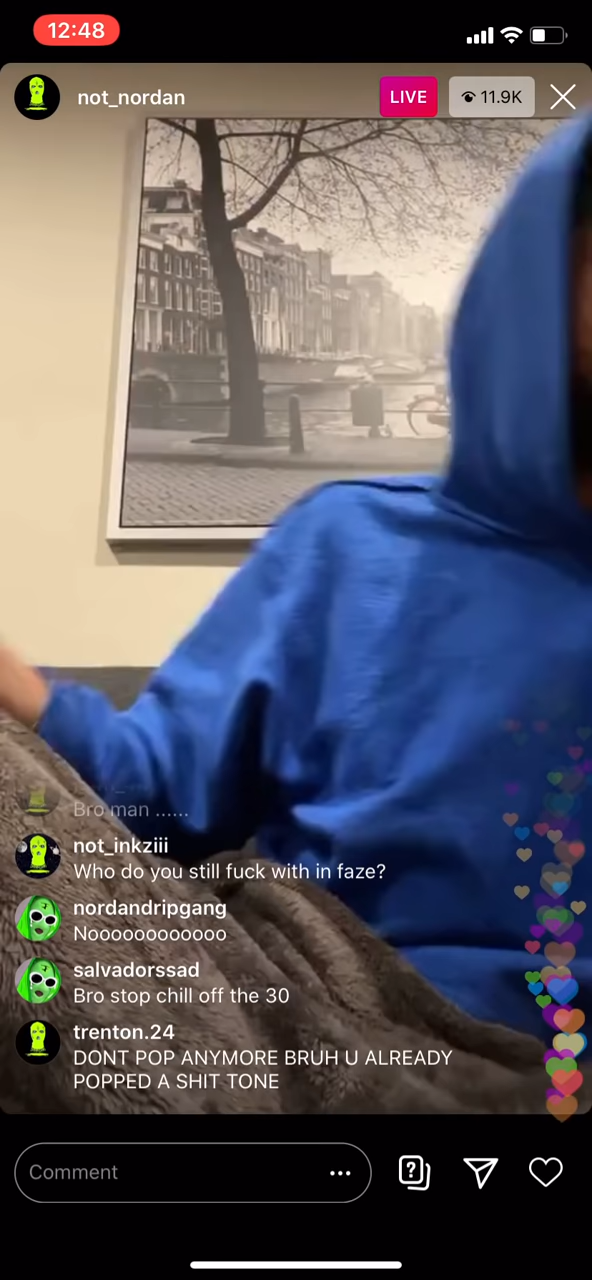 12:48
not_nordan
LIVE
11.9K
Bro man ......
not_inkziii
Who do you still fuck with in faze?
nordandripgang
Noooooooooooo
salvadorssad
Bro stop chill off the 30
trenton.24
DONT POP ANYMORE BRUH U ALREADY
POPPED A SHIT TONE
Comment